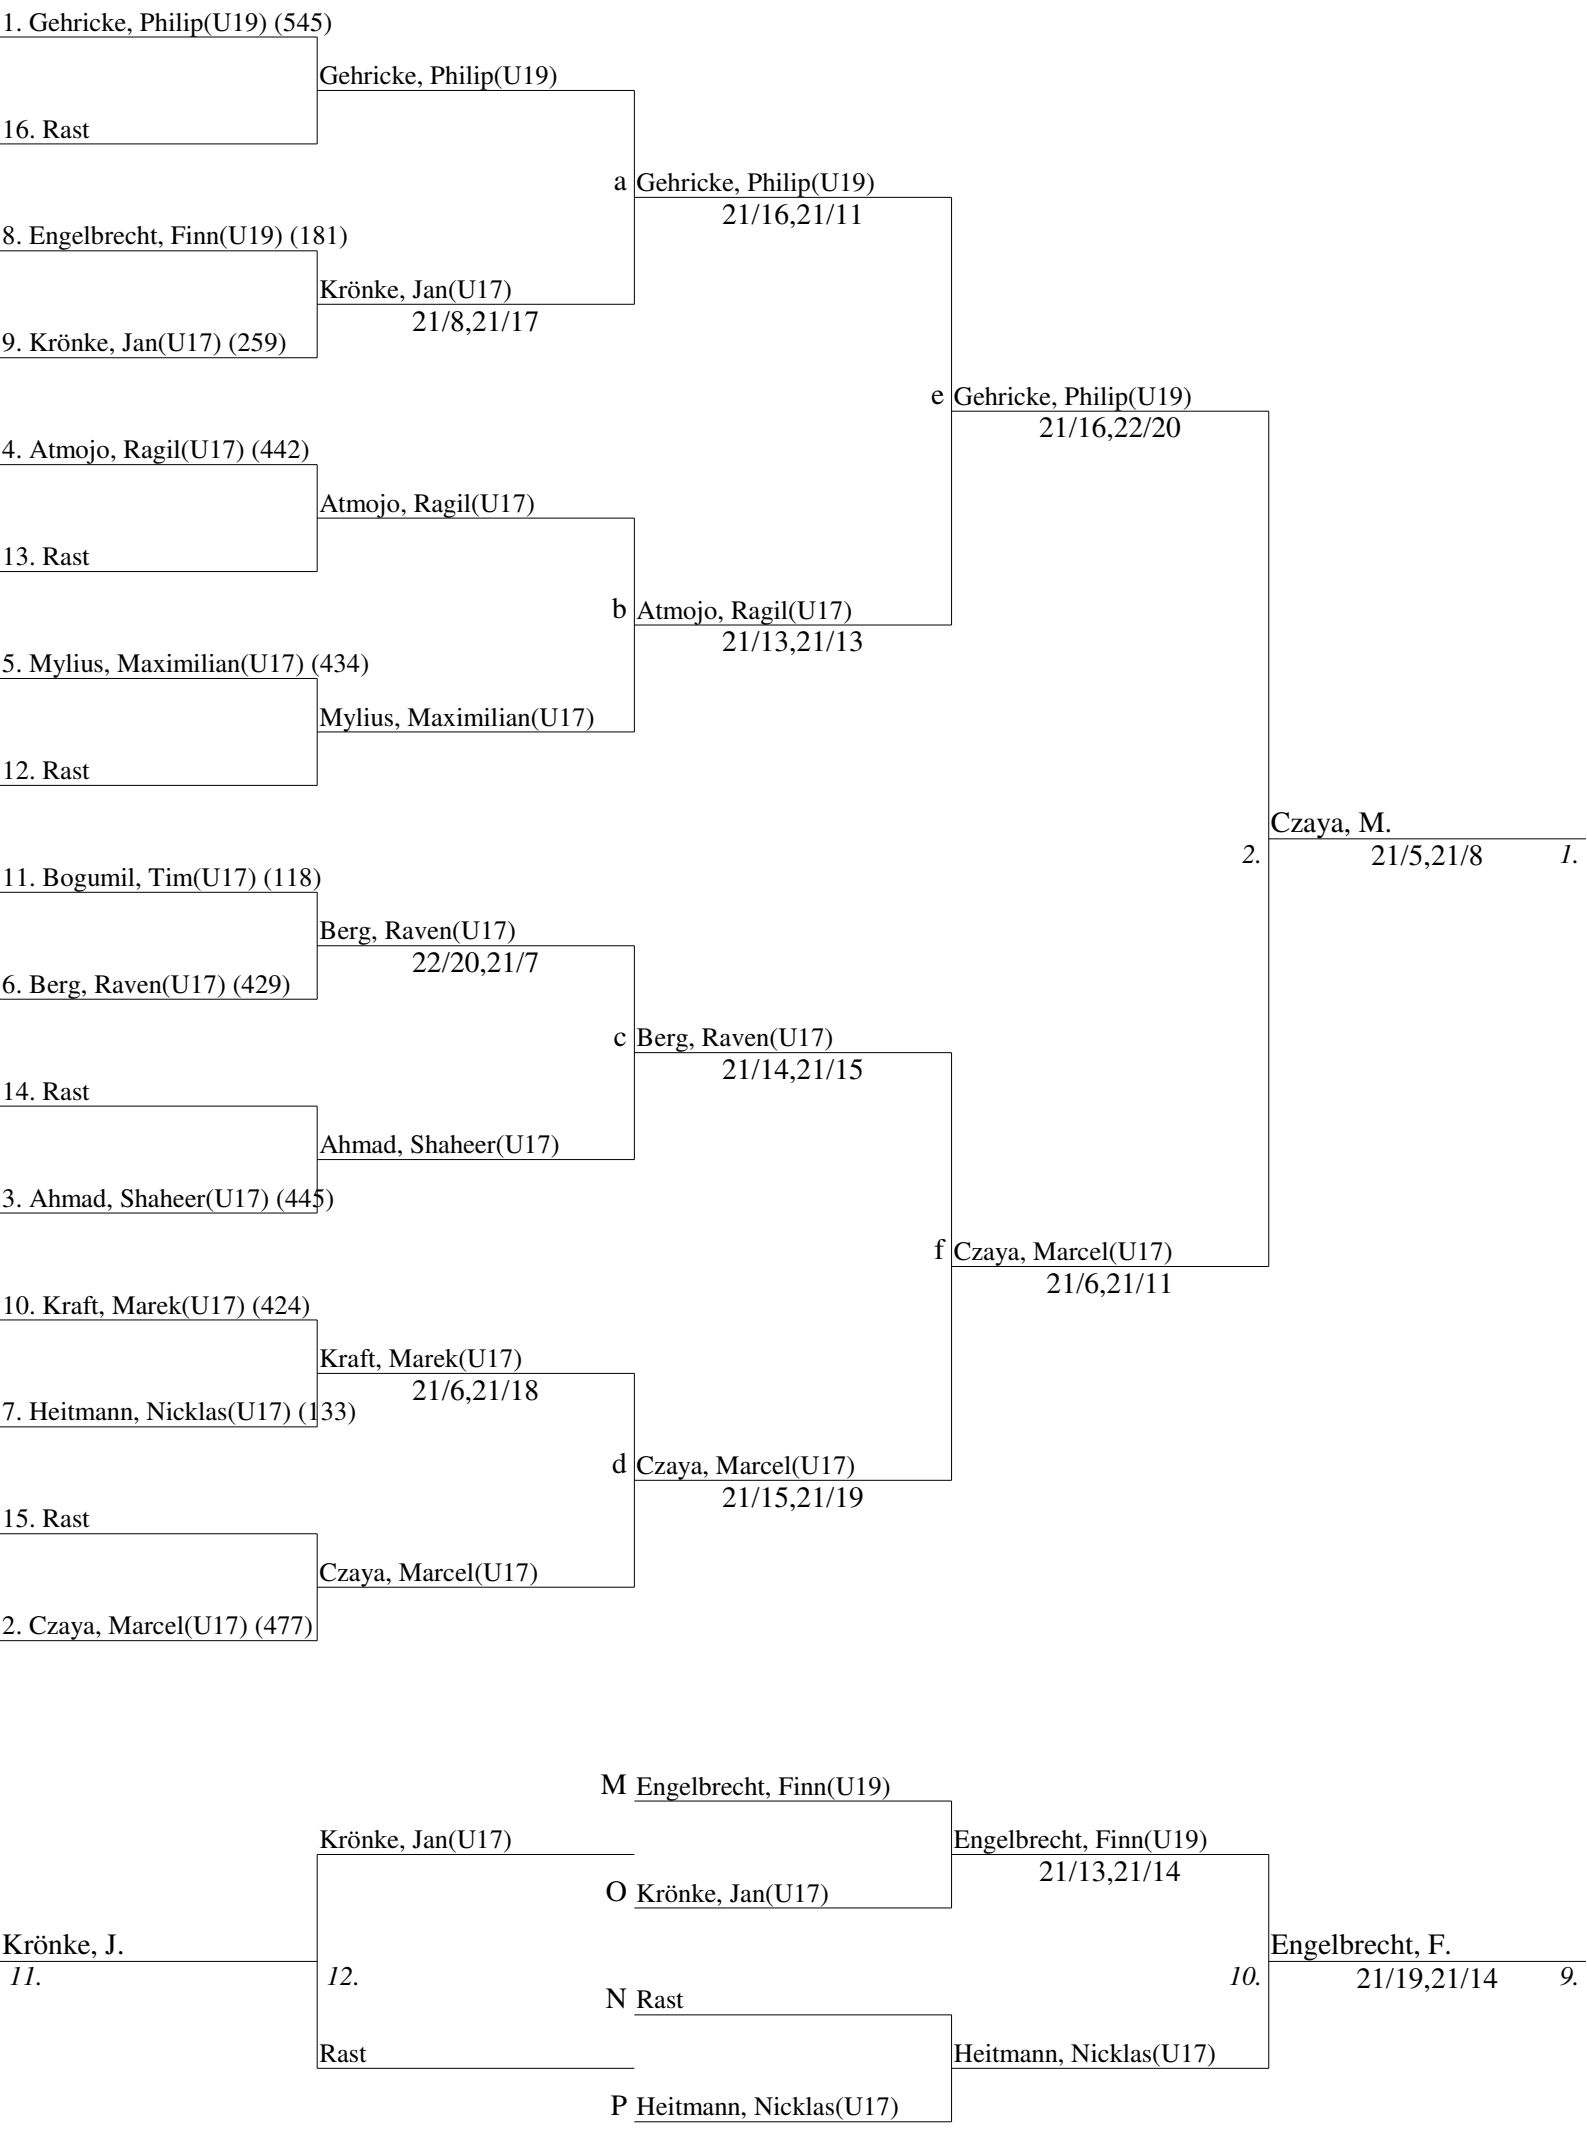 1. Gehricke, Philip(U19) (545)
Gehricke, Philip(U19)
16. Rast
a Gehricke, Philip(U19)
21/16,21/11
8. Engelbrecht, Finn(U19) (181)
Krönke, Jan(U17)
21/8,21/17
9. Krönke, Jan(U17) (259)
e Gehricke, Philip(U19)
21/16,22/20
4. Atmojo, Ragil(U17) (442)
Atmojo, Ragil(U17)
13. Rast
b Atmojo, Ragil(U17)
21/13,21/13
5. Mylius, Maximilian(U17) (434)
Mylius, Maximilian(U17)
12. Rast
Czaya, M.
2. 21/5,21/8 1.
11. Bogumil, Tim(U17) (118)
Berg, Raven(U17)
22/20,21/7
6. Berg, Raven(U17) (429)
c Berg, Raven(U17)
21/14,21/15
14. Rast
Ahmad, Shaheer(U17)
3. Ahmad, Shaheer(U17) (445)
f Czaya, Marcel(U17)
21/6,21/11
10. Kraft, Marek(U17) (424)
Kraft, Marek(U17)
21/6,21/18
7. Heitmann, Nicklas(U17) (133)
d Czaya, Marcel(U17)
21/15,21/19
15. Rast
Czaya, Marcel(U17)
2. Czaya, Marcel(U17) (477)
M Engelbrecht, Finn(U19)
Krönke, Jan(U17)
Engelbrecht, Finn(U19)
21/13,21/14
O Krönke, Jan(U17)
Krönke, J.
11. 12.
Engelbrecht, F.
10. 21/19,21/14 9.
N Rast
Rast
Heitmann, Nicklas(U17)
P Heitmann, Nicklas(U17)